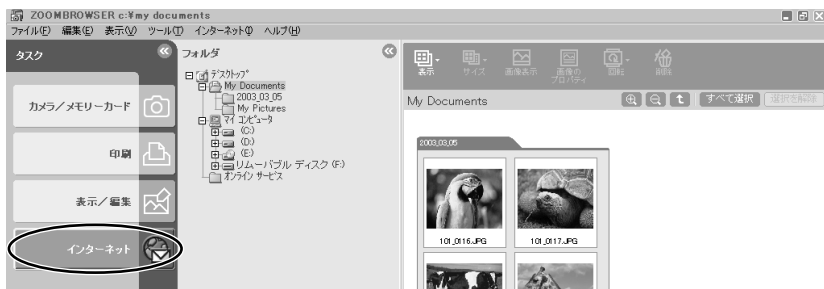 ZOOMBROWSER c:¥my documents
ファイル(F) 編集(E) 表示(V) ツール(T) インターネット(I) ヘルプ(H)
タスク
カメラ/メモリーカード
印刷
表示/編集
インターネット
フォルダ
デスクトップ
My Documents
2003_03_05
My Pictures
マイ コンピュータ
(C:)
(D:)
(E:)
リムーバブル ディスク (F:)
オンライン サービス
表示 サイズ 画像表示 画像のプロパティ 回転 削除
My Documents すべて選択 選択を解除
2003_03_05
101_0116.JPG 101_0117.JPG